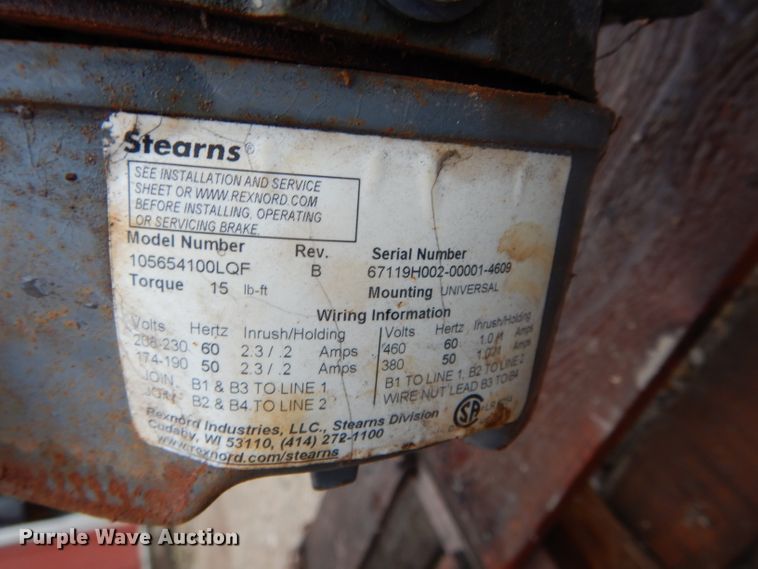 Stearns®
SEE INSTALLATION AND SERVICE
SHEET OR WWW.REXNORD.COM
BEFORE INSTALLING, OPERATING
OR SERVICING BRAKE.
Model Number Rev. Serial Number
105654100LQF B 67119H002-00001-4609
Torque 15 lb-ft Mounting UNIVERSAL
Wiring Information
Volts Hertz Inrush/Holding
208-230 60 2.3 / .2 Amps
174-190 50 2.3 / .2 Amps
JOIN B1 & B3 TO LINE 1
JOIN B2 & B4 TO LINE 2
Volts Hertz Inrush/Holding
460 60 1.0 Amps
380 50 Amps
B1 TO LINE 1, B2 TO LINE 2
WIRE NUT LEAD B3 TO B4
Rexnord Industries, LLC., Stearns Division
Cudahy, WI 53110, (414) 272-1100
www.rexnord.com/stearns
Purple Wave Auction